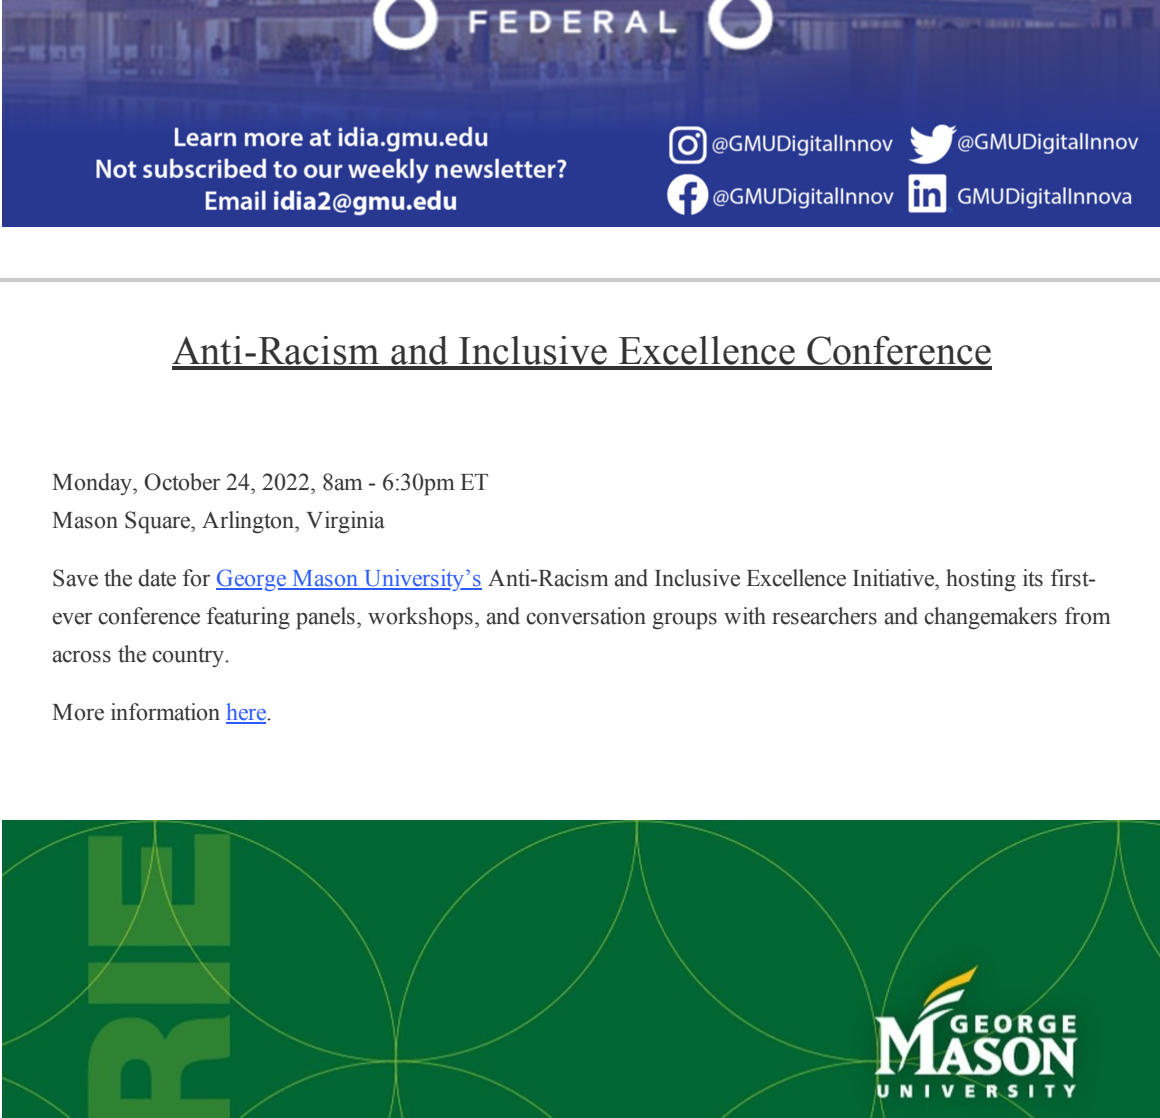 FEDERAL
Learn more at idia.gmu.edu
Not subscribed to our weekly newsletter?
Email idia2@gmu.edu
@GMUDigitalInnov @GMUDigitalInnov
@GMUDigitalInnov GMUDigitalInnova
Anti-Racism and Inclusive Excellence Conference
Monday, October 24, 2022, 8am - 6:30pm ET
Mason Square, Arlington, Virginia
Save the date for George Mason University’s Anti-Racism and Inclusive Excellence Initiative, hosting its first-
ever conference featuring panels, workshops, and conversation groups with researchers and changemakers from
across the country.
More information here.
RIE
GEORGE
MASON
UNIVERSITY